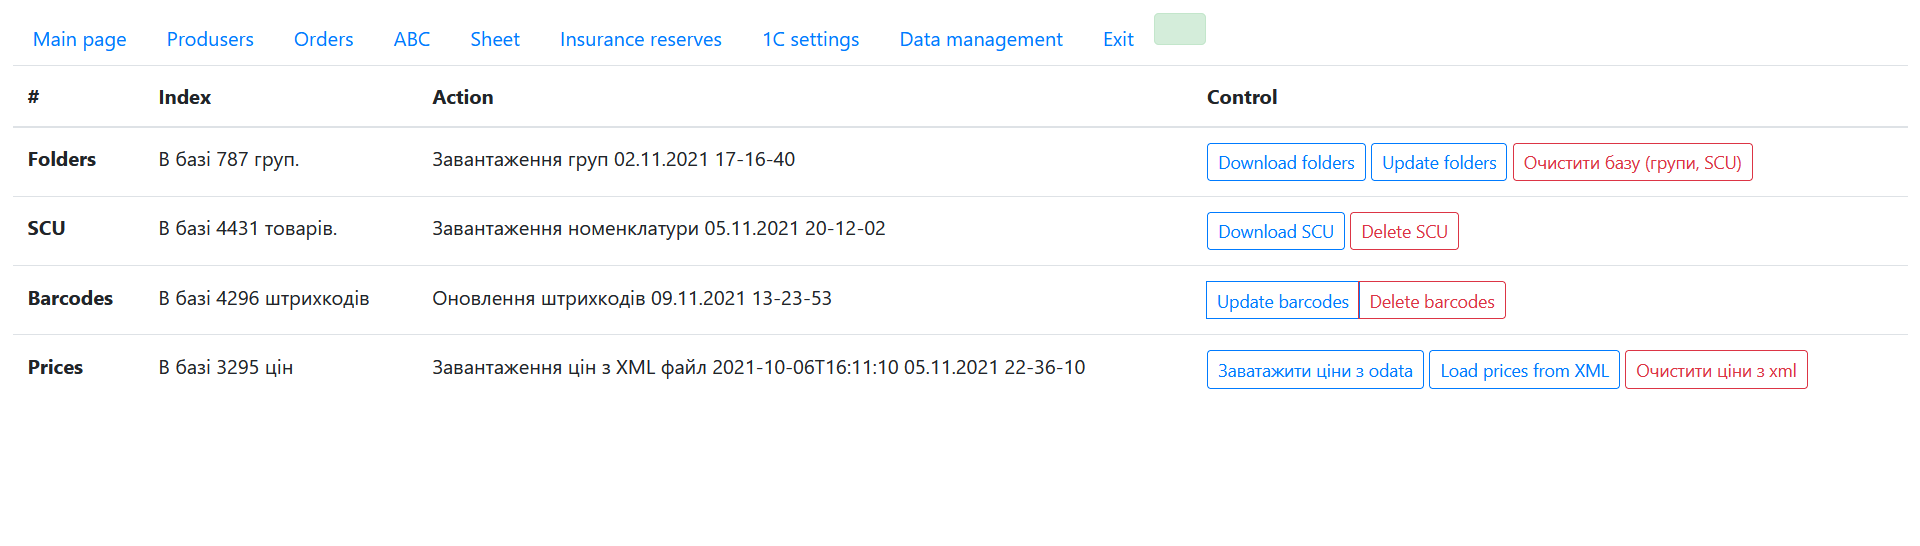 Main page Produsers Orders ABC Sheet Insurance reserves 1C settings Data management Exit
# Index Action Control
Folders В базі 787 груп. Завантаження груп 02.11.2021 17-16-40 Download folders Update folders Очистити базу (групи, SCU)
SCU В базі 4431 товарів. Завантаження номенклатури 05.11.2021 20-12-02 Download SCU Delete SCU
Barcodes В базі 4296 штрихкодів Оновлення штрихкодів 09.11.2021 13-23-53 Update barcodes Delete barcodes
Prices В базі 3295 цін Завантаження цін з XML файл 2021-10-06T16:11:10 05.11.2021 22-36-10 Заватажити ціни з odata Load prices from XML Очистити ціни з xml